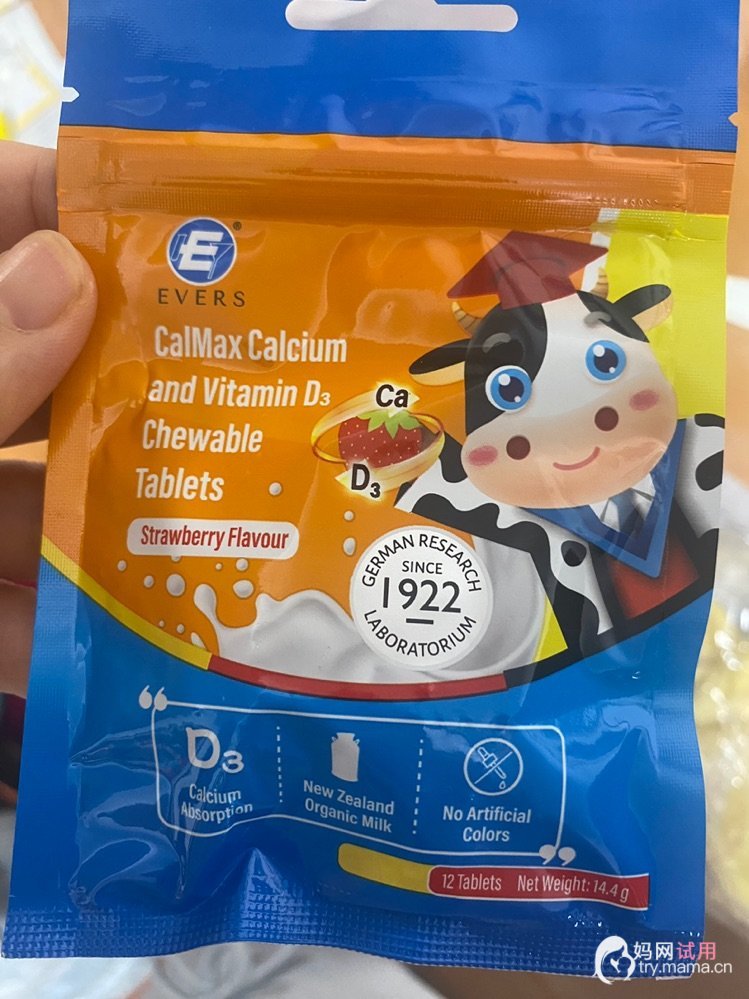 E
®
EVERS
CalMax Calcium
and Vitamin D₃
Chewable
Tablets
Strawberry Flavour
Ca
D₃
GERMAN RESEARCH
SINCE
1922
LABORATORIUM
D₃
Calcium
Absorption
New Zealand
Organic Milk
No Artificial
Colors
12 Tablets Net Weight: 14.4 g
妈网试用
try.mama.cn